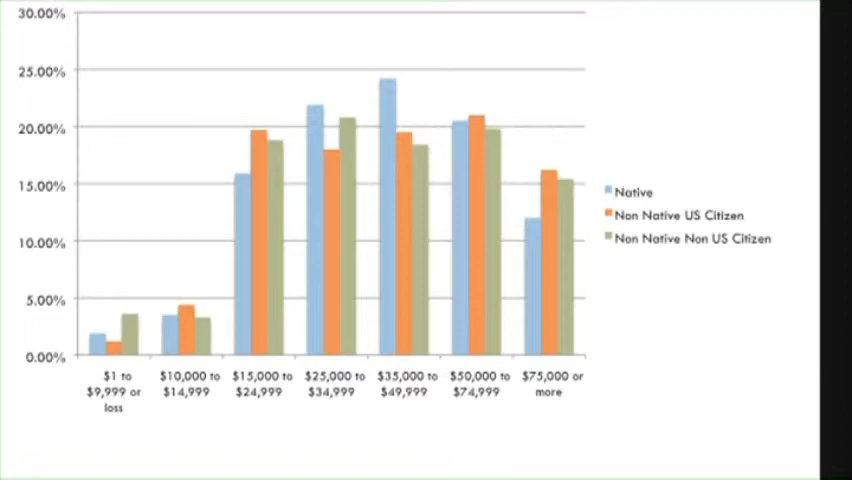 30.00%
25.00%
20.00%
15.00%
10.00%
5.00%
0.00%
$1 to
$9,999 or
loss
$10,000 to
$14,999
$15,000 to
$24,999
$25,000 to
$34,999
$35,000 to
$49,999
$50,000 to
$74,999
$75,000 or
more
Native
Non Native US Citizen
Non Native Non US Citizen